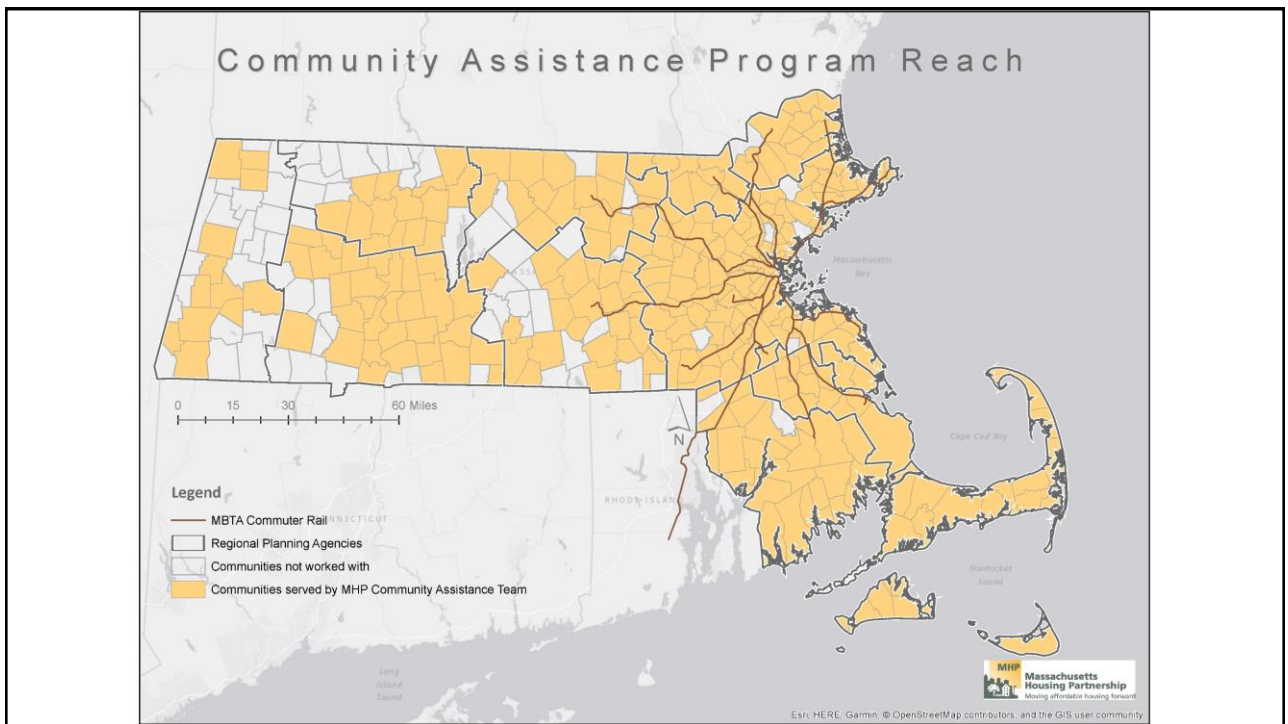 Community Assistance Program Reach
Massachusetts
Bay
MASSA
0 15 30 60 Miles
N
Cape Cod
Bay
Legend
RHODE ISLAND
MBTA Commuter Rail
NNECTICUT
Regional Planning Agencies
Communities not worked with
Nantucket
Sound
Communities served by MHP Community Assistance Team
MHP
Massachusetts
Housing Partnership
Moving affordable housing forward
Long
Island
Sound
Esri, HERE, Garmin, © OpenStreetMap contributors, and the GIS user community